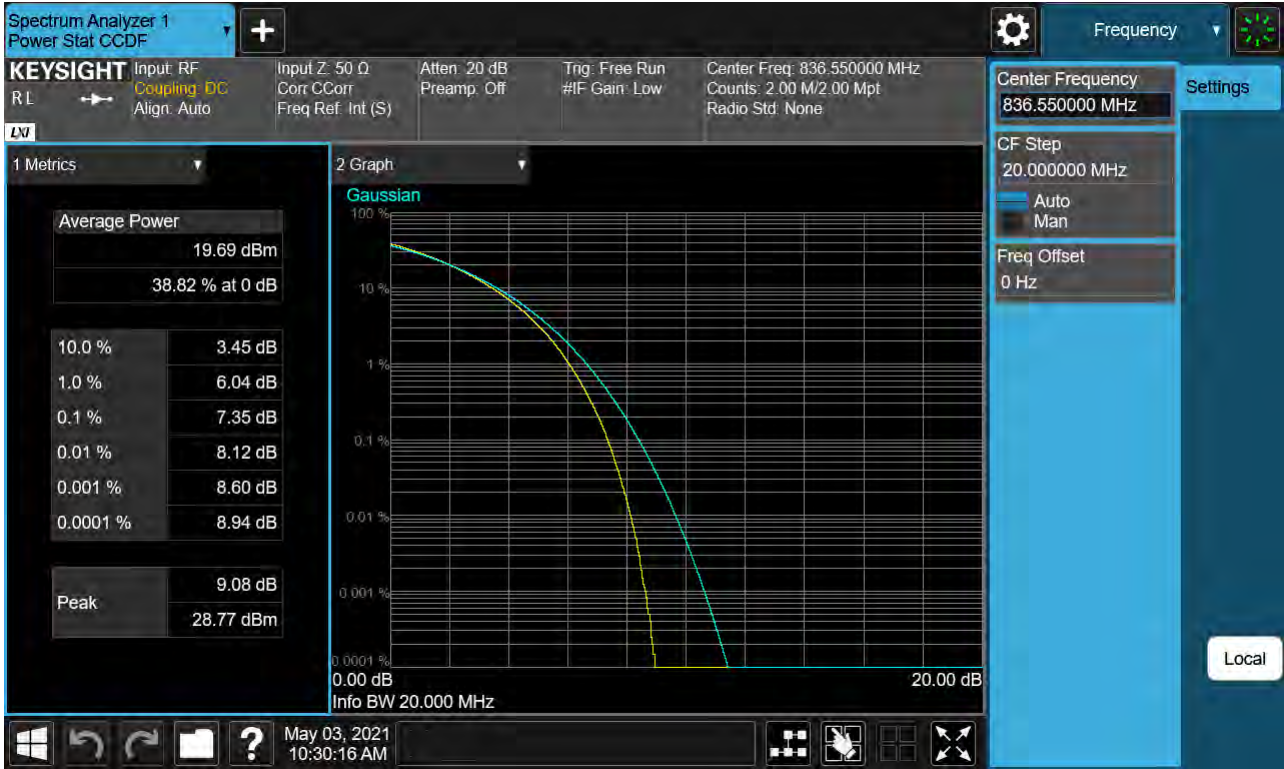 Spectrum Analyzer 1
Power Stat CCDF
Frequency
KEYSIGHT
R L
LXI
Input: RF
Coupling: DC
Align: Auto
Input Z: 50 Ω
Corr CCorr
Freq Ref: Int (S)
Atten: 20 dB
Preamp: Off
Trig: Free Run
#IF Gain: Low
Center Freq: 836.550000 MHz
Counts: 2.00 M/2.00 Mpt
Radio Std: None
Center Frequency
836.550000 MHz
Settings
CF Step
20.000000 MHz
Auto
Man
Freq Offset
0 Hz
Local
1 Metrics
Average Power
19.69 dBm
38.82 % at 0 dB
10.0 % 3.45 dB
1.0 % 6.04 dB
0.1 % 7.35 dB
0.01 % 8.12 dB
0.001 % 8.60 dB
0.0001 % 8.94 dB
Peak
9.08 dB
28.77 dBm
2 Graph
Gaussian
100 %
10 %
1 %
0.1 %
0.01 %
0.001 %
0.0001 %
0.00 dB 20.00 dB
Info BW 20.000 MHz
?
May 03, 2021
10:30:16 AM